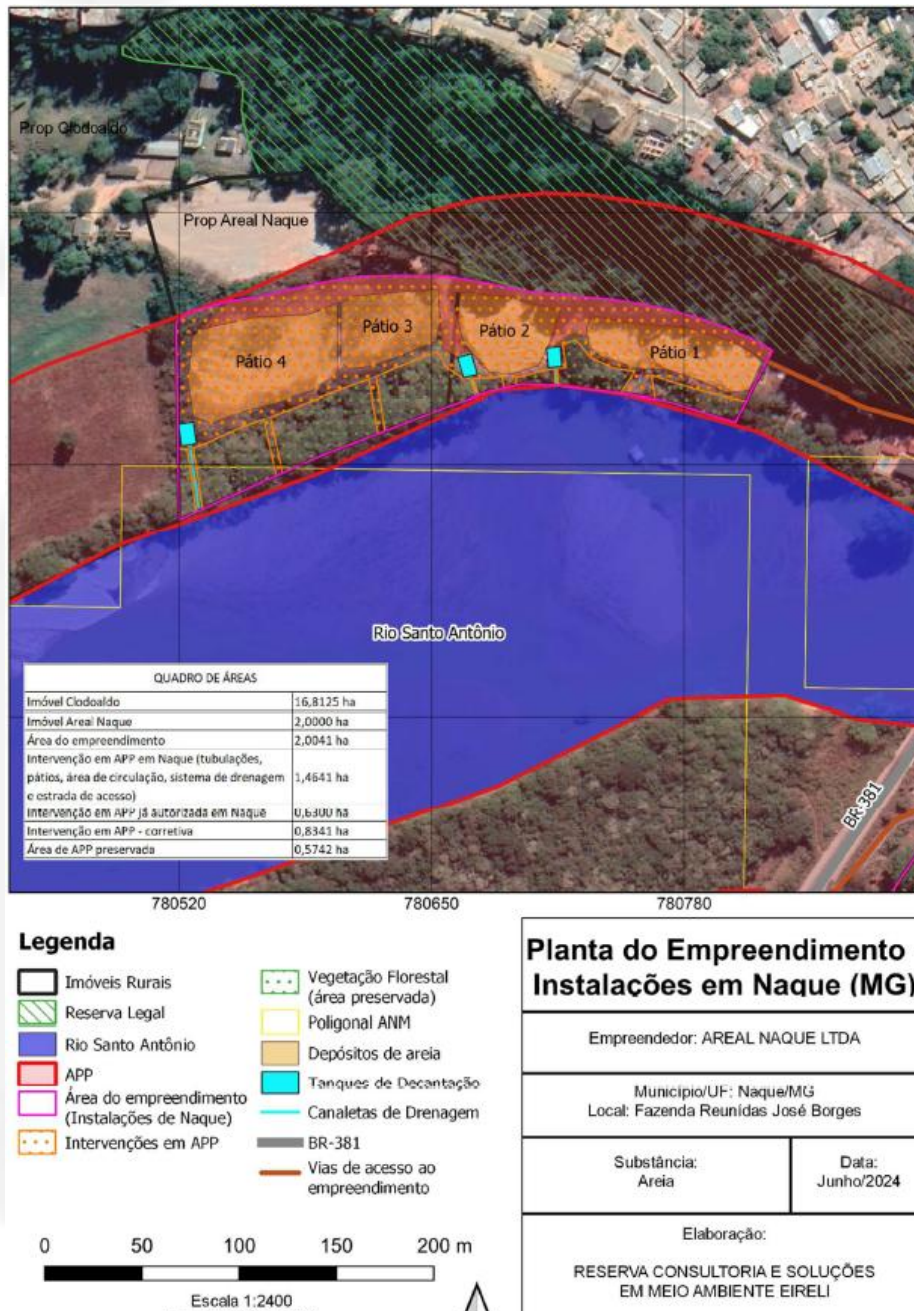 Prop Clodoaldo
Prop Areal Naque
Pátio 4
Pátio 3
Pátio 2
Pátio 1
Rio Santo Antônio
BR-381
QUADRO DE ÁREAS
Imóvel Clodoaldo 16,8125 ha
Imóvel Areal Naque 2,0000 ha
Área do empreendimento 2,0041 ha
Intervenção em APP em Naque (tubulações,
pátios, área de circulação, sistema de drenagem
e estrada de acesso) 1,4641 ha
Intervenção em APP já autorizada em Naque 0,6300 ha
Intervenção em APP - corretiva 0,8341 ha
Área de APP preservada 0,5742 ha
780520 780650 780780
Legenda
Imóveis Rurais
Reserva Legal
Rio Santo Antônio
APP
Área do empreendimento
(Instalações de Naque)
Intervenções em APP
Vegetação Florestal
(área preservada)
Poligonal ANM
Depósitos de areia
Tanques de Decantação
Canaletas de Drenagem
BR-381
Vias de acesso ao
empreendimento
0 50 100 150 200 m
Escala 1:2400
Planta do Empreendimento
Instalações em Naque (MG)
Empreendedor: AREAL NAQUE LTDA
Município/UF: Naque/MG
Local: Fazenda Reunidas José Borges
Substância:
Areia
Data:
Junho/2024
Elaboração:
RESERVA CONSULTORIA E SOLUÇÕES
EM MEIO AMBIENTE EIRELI